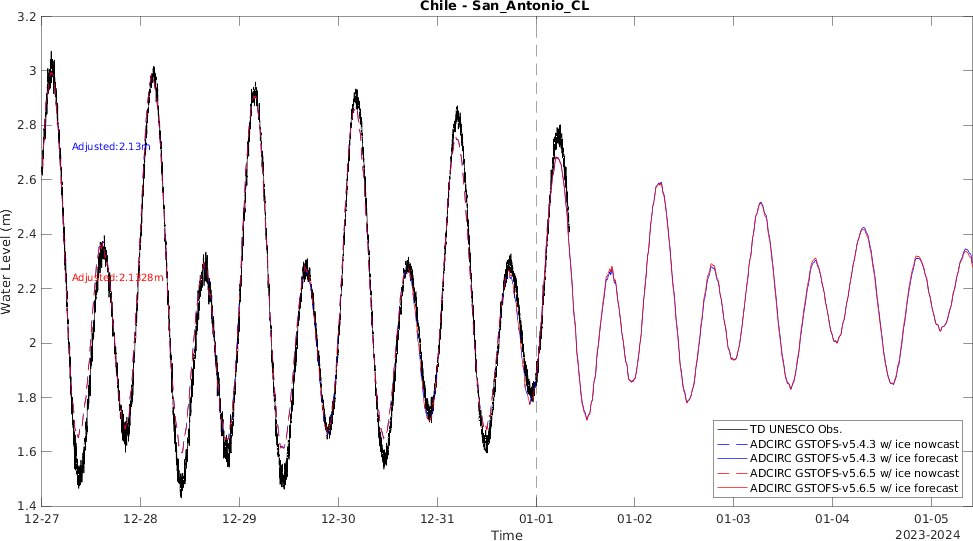 Chile - San_Antonio_CL
3.2
3
2.8
2.6
2.4
2.2
2
1.8
1.6
1.4
Water Level (m)
Adjusted:2.13m
Adjusted:2.1328m
TD UNESCO Obs.
ADCIRC GSTOFS-v5.4.3 w/ ice nowcast
ADCIRC GSTOFS-v5.4.3 w/ ice forecast
ADCIRC GSTOFS-v5.6.5 w/ ice nowcast
ADCIRC GSTOFS-v5.6.5 w/ ice forecast
12-27 12-28 12-29 12-30 12-31 01-01 01-02 01-03 01-04 01-05
Time
2023-2024